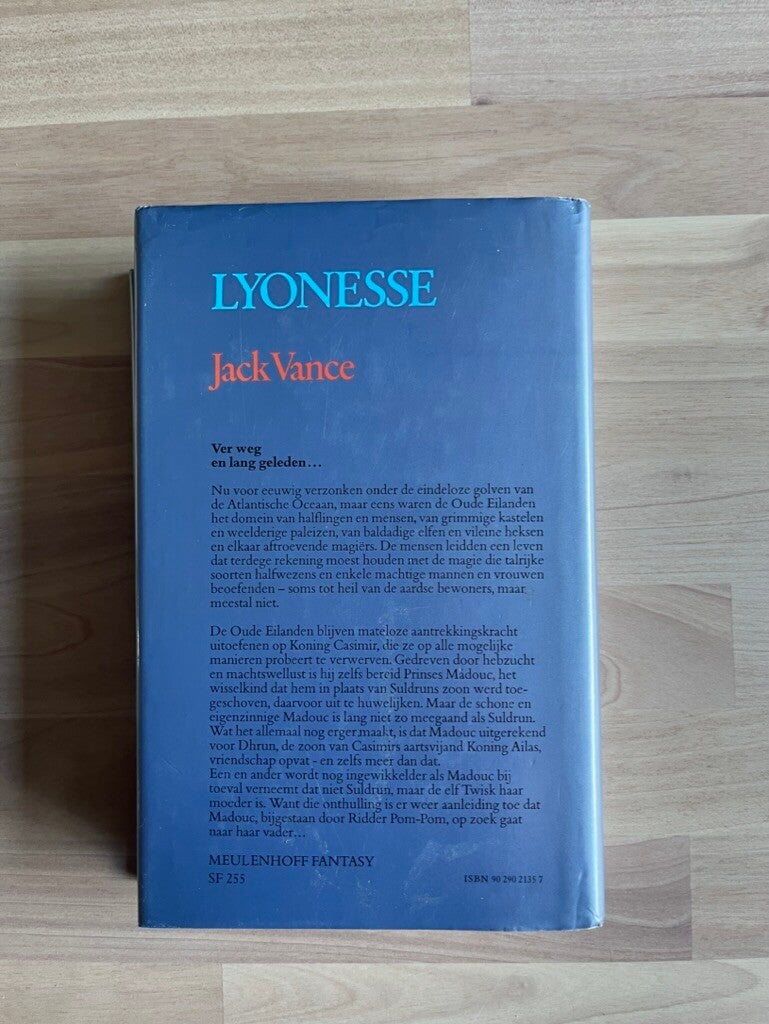 LYONESSE
Jack Vance
Ver weg
en lang geleden...
Nu voor eeuwig verzonken onder de eindeloze golven van
de Atlantische Oceaan, maar eens waren de Oude Eilanden
het domein van halflingen en mensen, van grimmige kastelen
en weelderige paleizen, van baldadige elfen en vileine heksen
en elkaar aftroevende magiërs. De mensen leidden een leven
dat terdege rekening moest houden met de magie die talrijke
soorten halfwezens en enkele machtige mannen en vrouwen
beoefenden – soms tot heil van de aardse bewoners, maar
meestal niet.
De Oude Eilanden blijven mateloze aantrekkingskracht
uitoefenen op Koning Casimir, die ze op alle mogelijke
manieren probeert te verwerven. Gedreven door hebzucht
en machtswellust is hij zelfs bereid Prinses Madouc, het
wisselkind dat hem in plaats van Suldruns zoon werd toe-
geschoven, daarvoor uit te huwelijken. Maar de schone en
eigenzinnige Madouc is lang niet zo meegaand als Suldrun.
Wat het allemaal nog erger maakt, is dat Madouc uitgerekend
voor Dhrun, de zoon van Casimirs aartsvijand Koning Ailas,
vriendschap opvat - en zelfs meer dan dat.
Een en ander wordt nog ingewikkelder als Madouc bij
toeval verneemt dat niet Suldrun, maar de elf Twisk haar
moeder is. Want die onthulling is er weer aanleiding toe dat
Madouc, bijgestaan door Ridder Pom-Pom, op zoek gaat
naar haar vader...
MEULENHOFF FANTASY
SF 255
ISBN 90 290 2135 7